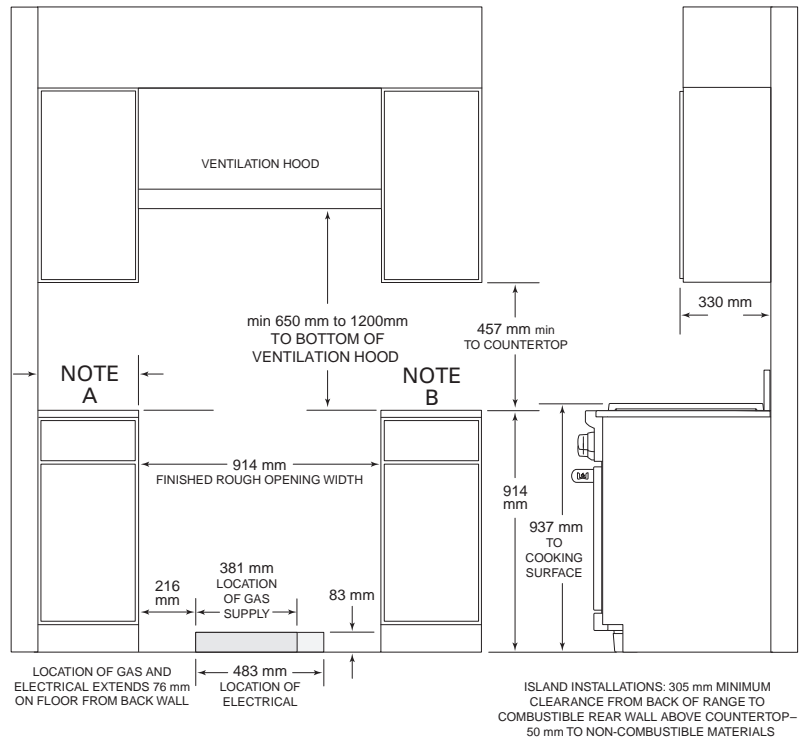 VENTILATION HOOD
330 mm
min 650 mm to 1200mm
TO BOTTOM OF
VENTILATION HOOD
457 mm min
TO COUNTERTOP
NOTE
A
NOTE
B
914 mm
FINISHED ROUGH OPENING WIDTH
914
mm
937 mm
TO
COOKING
SURFACE
381 mm
LOCATION
OF GAS
SUPPLY
216
mm
83 mm
483 mm
LOCATION OF
ELECTRICAL
LOCATION OF GAS AND
ELECTRICAL EXTENDS 76 mm
ON FLOOR FROM BACK WALL
ISLAND INSTALLATIONS: 305 mm MINIMUM
CLEARANCE FROM BACK OF RANGE TO
COMBUSTIBLE REAR WALL ABOVE COUNTERTOP–
50 mm TO NON-COMBUSTIBLE MATERIALS